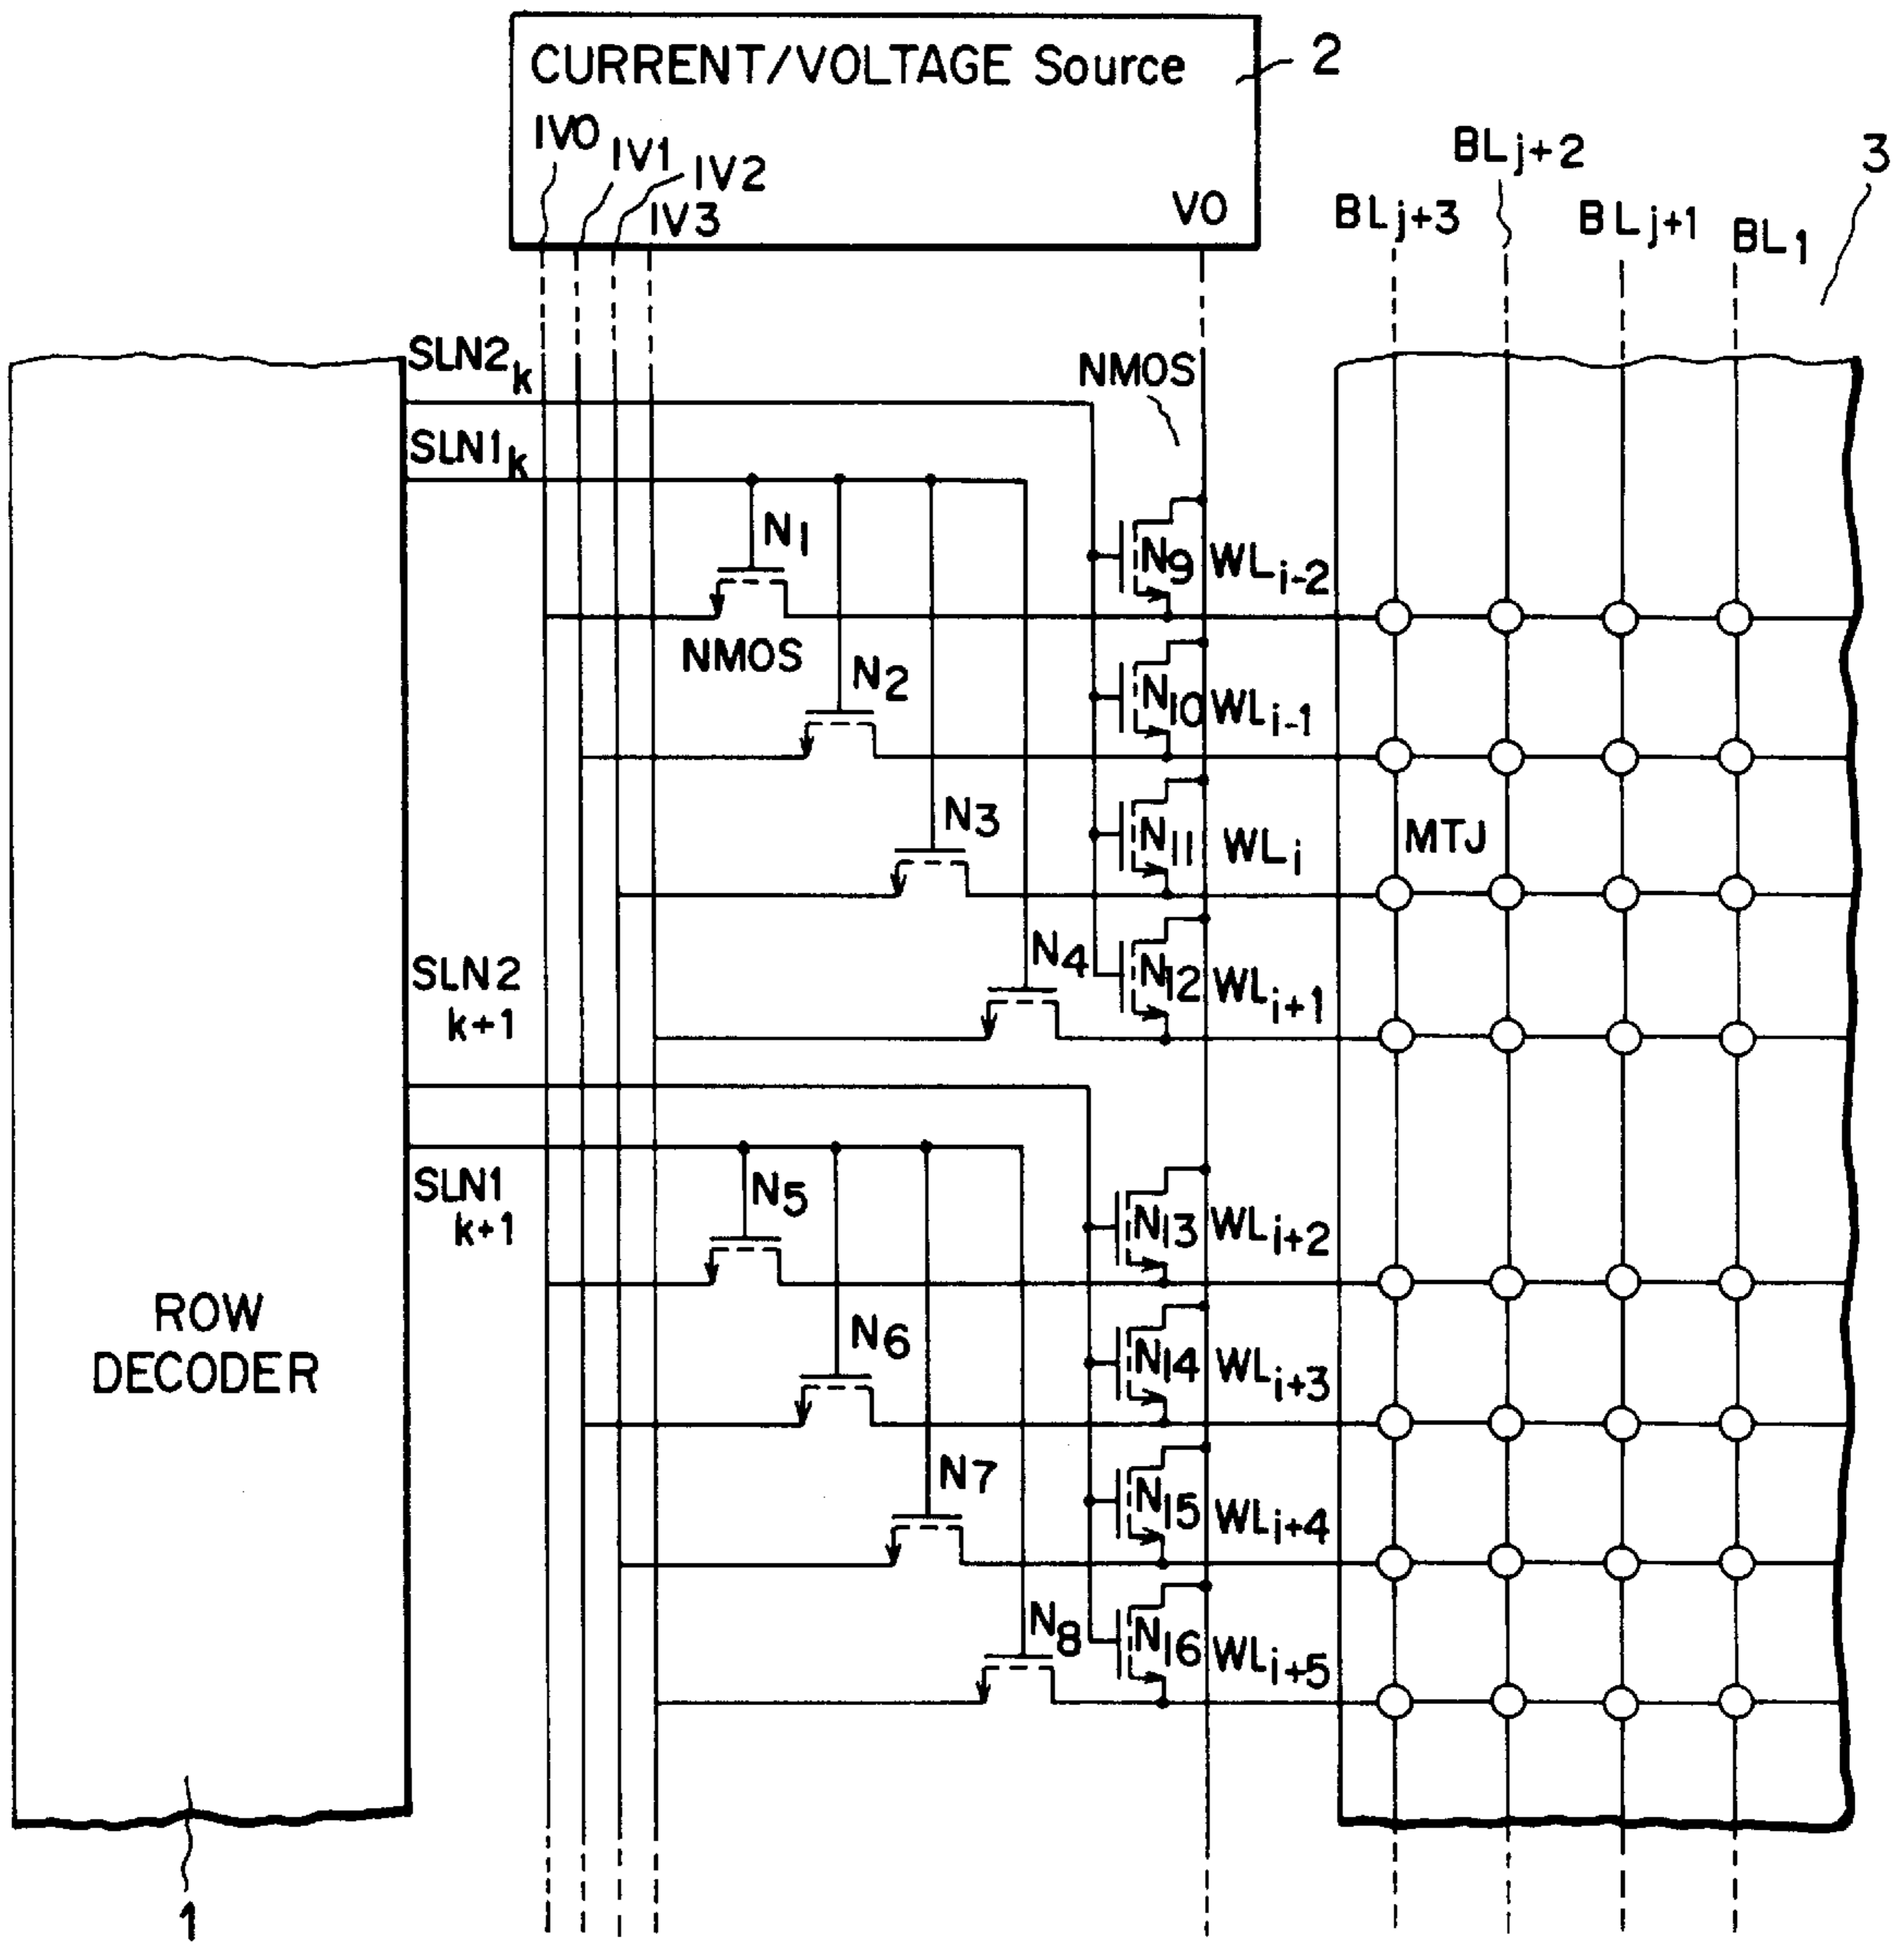 CURRENT/VOLTAGE Source
2
IV0
IV1
IV2
IV3
VO
BLj+3
BLj+2
BLj+1
BL1
3
SLN2k
SLN1k
NMOS
N1
NMOS
N9 WLi-2
N2
N10 WLi-1
N3
N11 WLi
MTJ
N4
N12 WLi+1
SLN2
k+1
SLN1
k+1
N5
N13 WLi+2
ROW
DECODER
N6
N14 WLi+3
N7
N15 WLi+4
N8
N16 WLi+5
1